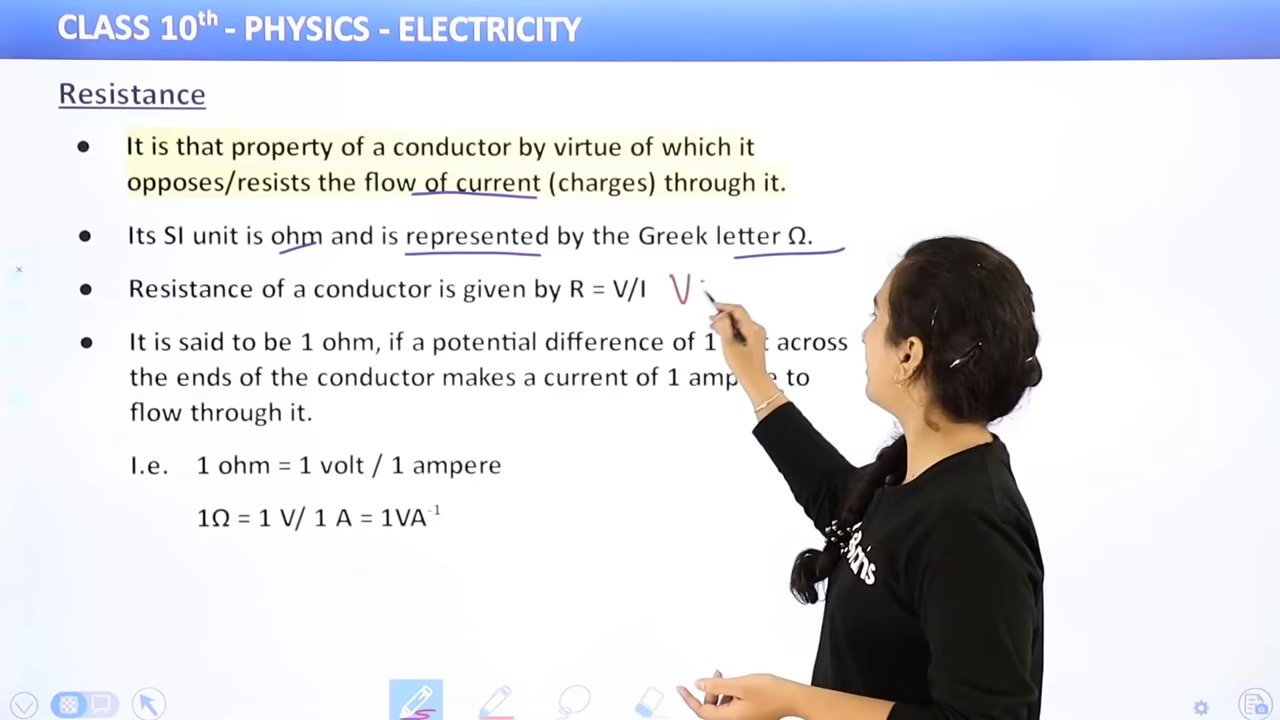 CLASS 10th - PHYSICS - ELECTRICITY
Resistance
● It is that property of a conductor by virtue of which it
opposes/resists the flow of current (charges) through it.
● Its SI unit is ohm and is represented by the Greek letter Ω.
● Resistance of a conductor is given by R = V/I V
● It is said to be 1 ohm, if a potential difference of 1 across
the ends of the conductor makes a current of 1 to
flow through it.
I.e. 1 ohm = 1 volt / 1 ampere
1Ω = 1 V/ 1 A = 1VA⁻¹